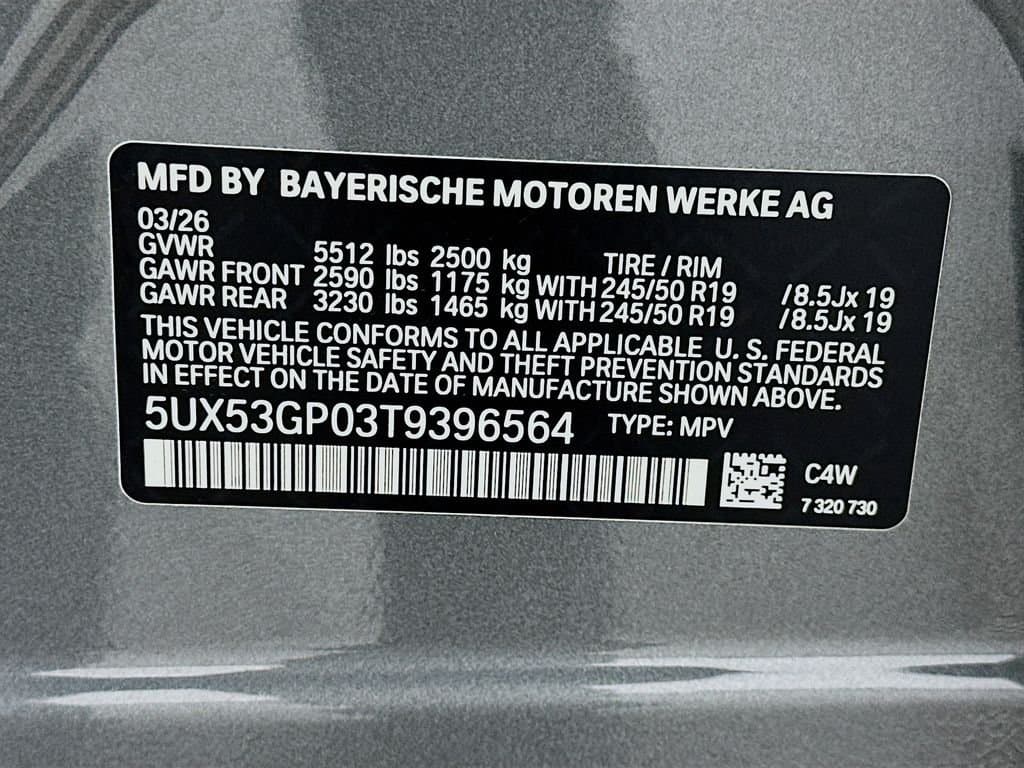 MFD BY BAYERISCHE MOTOREN WERKE AG
03/26
GVWR 5512 lbs 2500 kg TIRE / RIM
GAWR FRONT 2590 lbs 1175 kg WITH 245/50 R19 /8.5Jx 19
GAWR REAR 3230 lbs 1465 kg WITH 245/50 R19 /8.5Jx 19
THIS VEHICLE CONFORMS TO ALL APPLICABLE U. S. FEDERAL
MOTOR VEHICLE SAFETY AND THEFT PREVENTION STANDARDS
IN EFFECT ON THE DATE OF MANUFACTURE SHOWN ABOVE.
5UX53GP03T9396564 TYPE: MPV
C4W
7 320 730